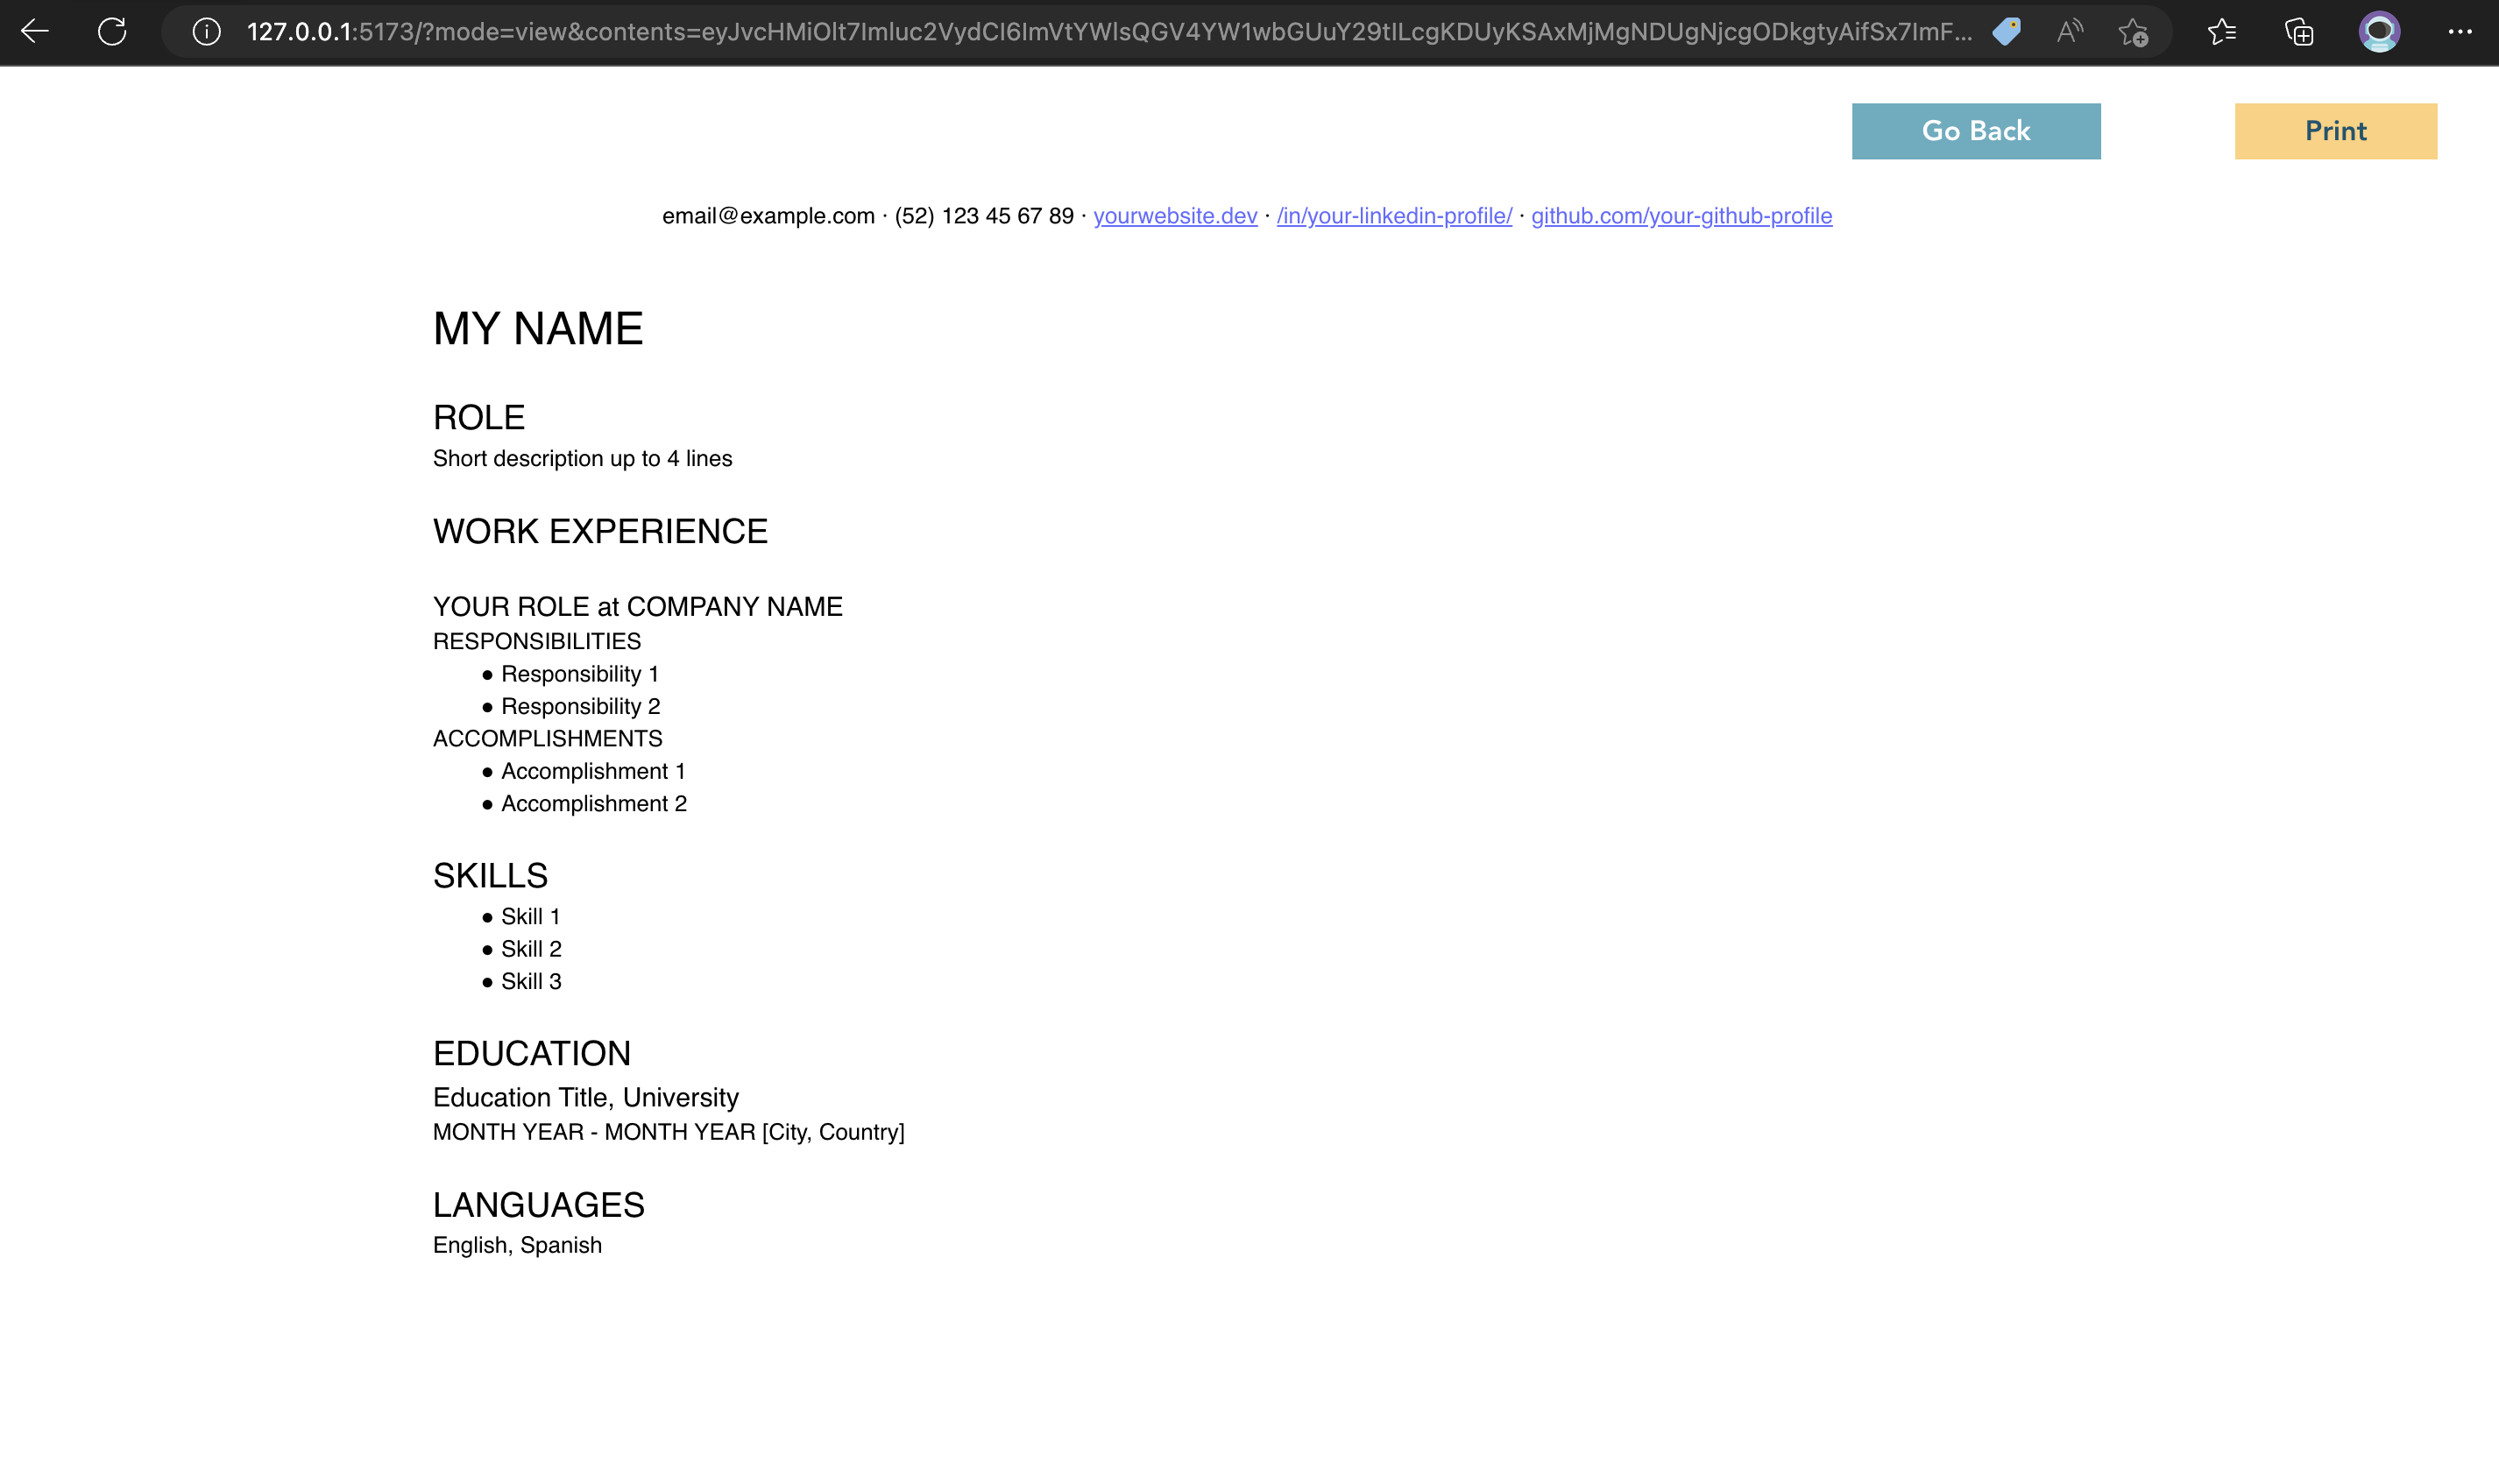 127.0.0.1:5173/?mode=view&contents=eyJvcHMiOlt7Imluc2VydCI6ImVtYWlsQGV4YW1wbGUuY29tILcgKDUyKSAxMjMgNDUgNjcgODkgtyAifSx7ImF...
Go Back
Print
email@example.com · (52) 123 45 67 89 · yourwebsite.dev · /in/your-linkedin-profile/ · github.com/your-github-profile
MY NAME
ROLE
Short description up to 4 lines
WORK EXPERIENCE
YOUR ROLE at COMPANY NAME
RESPONSIBILITIES
● Responsibility 1
● Responsibility 2
ACCOMPLISHMENTS
● Accomplishment 1
● Accomplishment 2
SKILLS
● Skill 1
● Skill 2
● Skill 3
EDUCATION
Education Title, University
MONTH YEAR - MONTH YEAR [City, Country]
LANGUAGES
English, Spanish